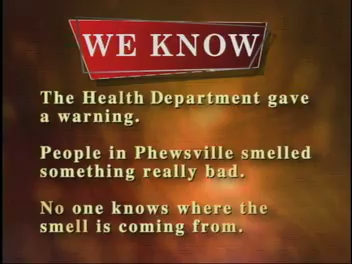 WE KNOW
The Health Department gave
a warning.
People in Phewsville smelled
something really bad.
No one knows where the
smell is coming from.